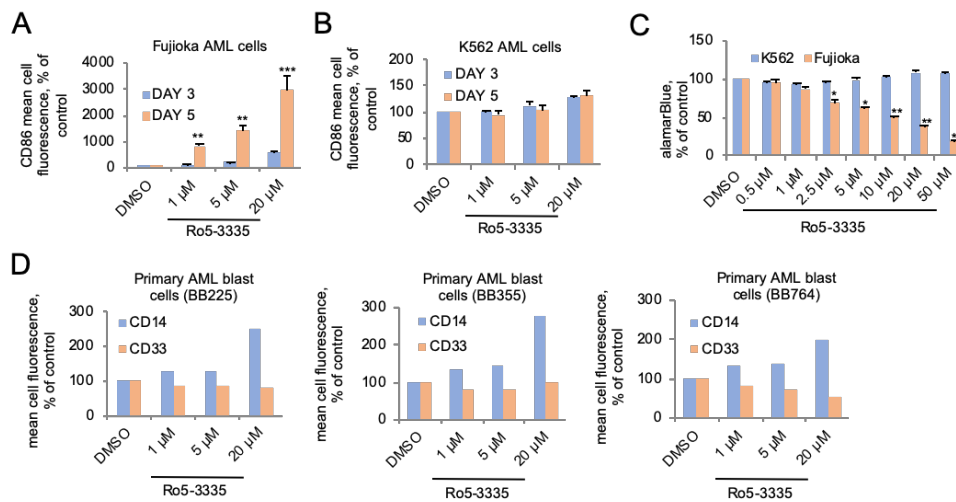 A
Fujioka AML cells
CD86 mean cell
fluorescence, % of
control
4000
3000
2000
1000
0
DAY 3
DAY 5
**
**
***
DMSO
1 µM
5 µM
20 µM
Ro5-3335
B
K562 AML cells
CD86 mean cell
fluorescence, % of
control
200
150
100
50
0
DAY 3
DAY 5
DMSO
1 µM
5 µM
20 µM
Ro5-3335
C
K562
Fujioka
alamarBlue,
% of control
150
100
50
0
*
*
**
**
DMSO
0.5 µM
1 µM
2.5 µM
5 µM
10 µM
20 µM
50 µM
Ro5-3335
D
Primary AML blast
cells (BB225)
mean cell fluorescence,
% of control
300
200
100
0
CD14
CD33
DMSO
1 µM
5 µM
20 µM
Ro5-3335
Primary AML blast
cells (BB355)
mean cell fluorescence,
% of control
300
200
100
0
CD14
CD33
DMSO
1 µM
5 µM
20 µM
Ro5-3335
Primary AML blast
cells (BB764)
mean cell fluorescence,
% of control
300
200
100
0
CD14
CD33
DMSO
1 µM
5 µM
20 µM
Ro5-3335